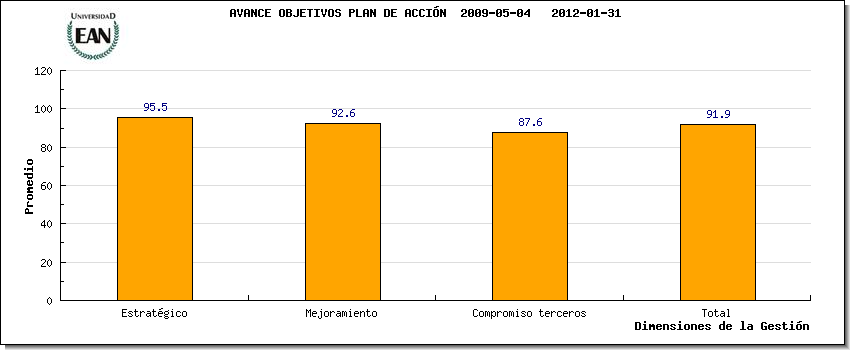 UNIVERSIDAD
EAN
AVANCE OBJETIVOS PLAN DE ACCIÓN 2009-05-04 2012-01-31
120
100
80
60
40
20
0
Promedio
95.5
92.6
87.6
91.9
Estratégico
Mejoramiento
Compromiso terceros
Total
Dimensiones de la Gestión